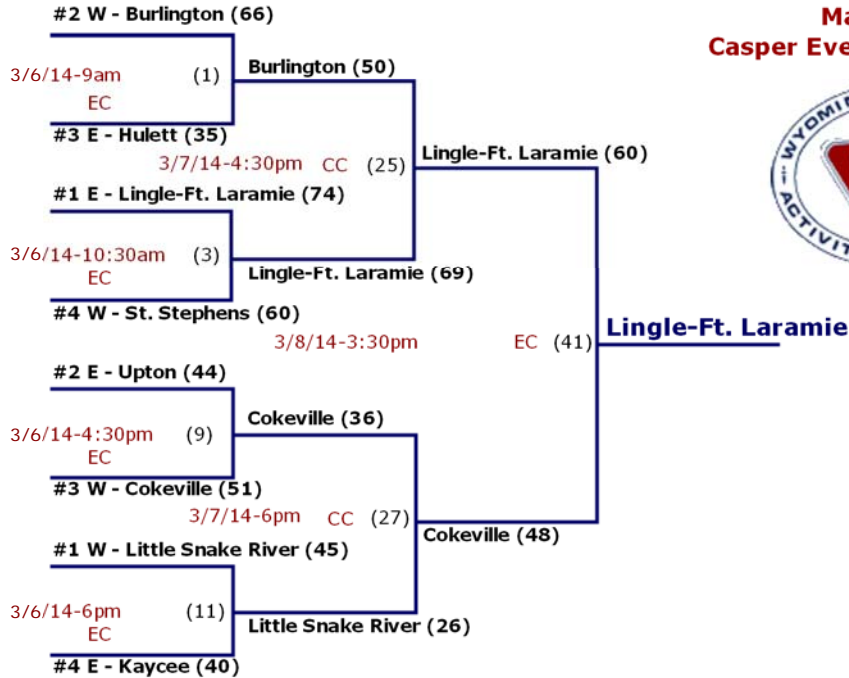 #2 W - Burlington (66)
Ma
Casper Eve
3/6/14-9am (1) Burlington (50)
EC
#3 E - Hulett (35)
3/7/14-4:30pm CC (25) Lingle-Ft. Laramie (60)
WYOMIN
#1 E - Lingle-Ft. Laramie (74)
ACTIVIT
3/6/14-10:30am (3)
EC Lingle-Ft. Laramie (69)
#4 W - St. Stephens (60)
3/8/14-3:30pm EC (41) Lingle-Ft. Laramie
#2 E - Upton (44)
3/6/14-4:30pm (9) Cokeville (36)
EC
#3 W - Cokeville (51)
3/7/14-6pm CC (27) Cokeville (48)
#1 W - Little Snake River (45)
3/6/14-6pm (11) Little Snake River (26)
EC
#4 E - Kaycee (40)